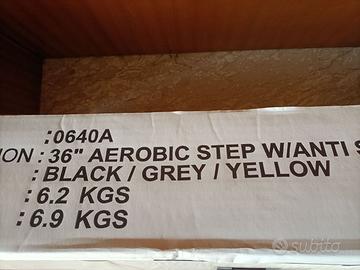 :0640A
ION : 36" AEROBIC STEP W/ANTI S
: BLACK / GREY / YELLOW
: 6.2 KGS
: 6.9 KGS
subito